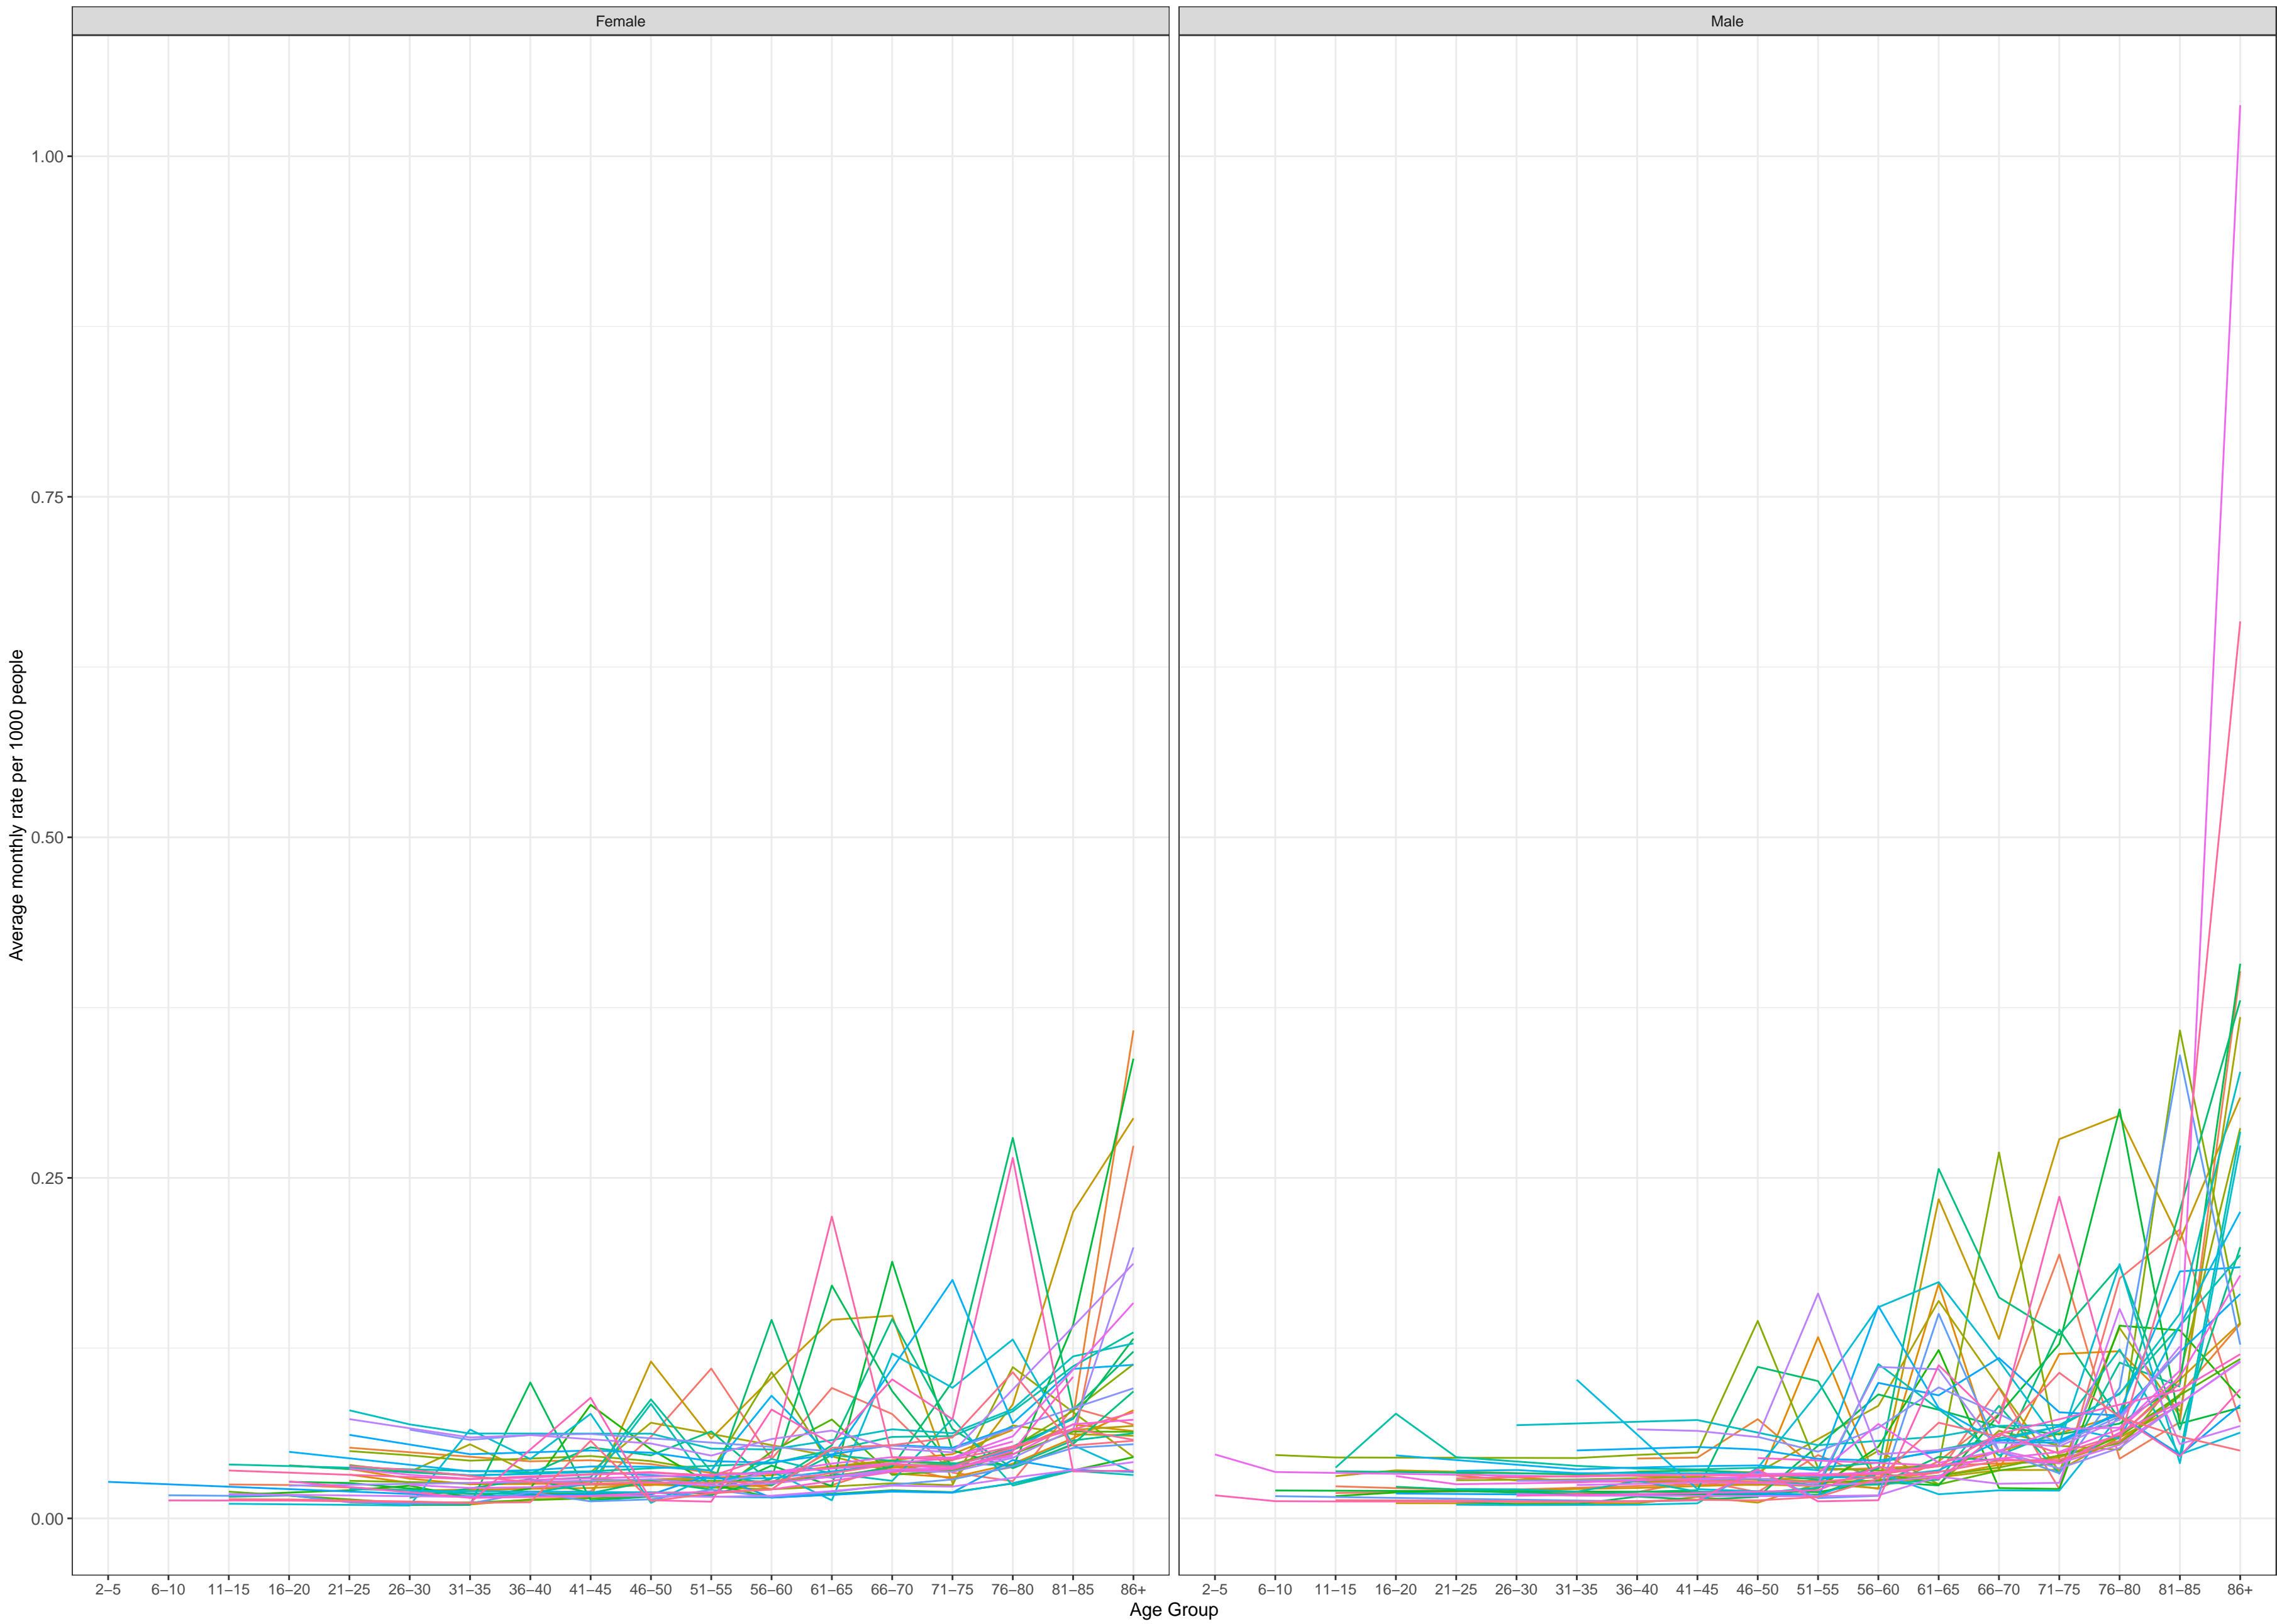 Female Male
Average monthly rate per 1000 people
1.00
0.75
0.50
0.25
0.00
2–5 6–10 11–15 16–20 21–25 26–30 31–35 36–40 41–45 46–50 51–55 56–60 61–65 66–70 71–75 76–80 81–85 86+ 2–5 6–10 11–15 16–20 21–25 26–30 31–35 36–40 41–45 46–50 51–55 56–60 61–65 66–70 71–75 76–80 81–85 86+
Age Group